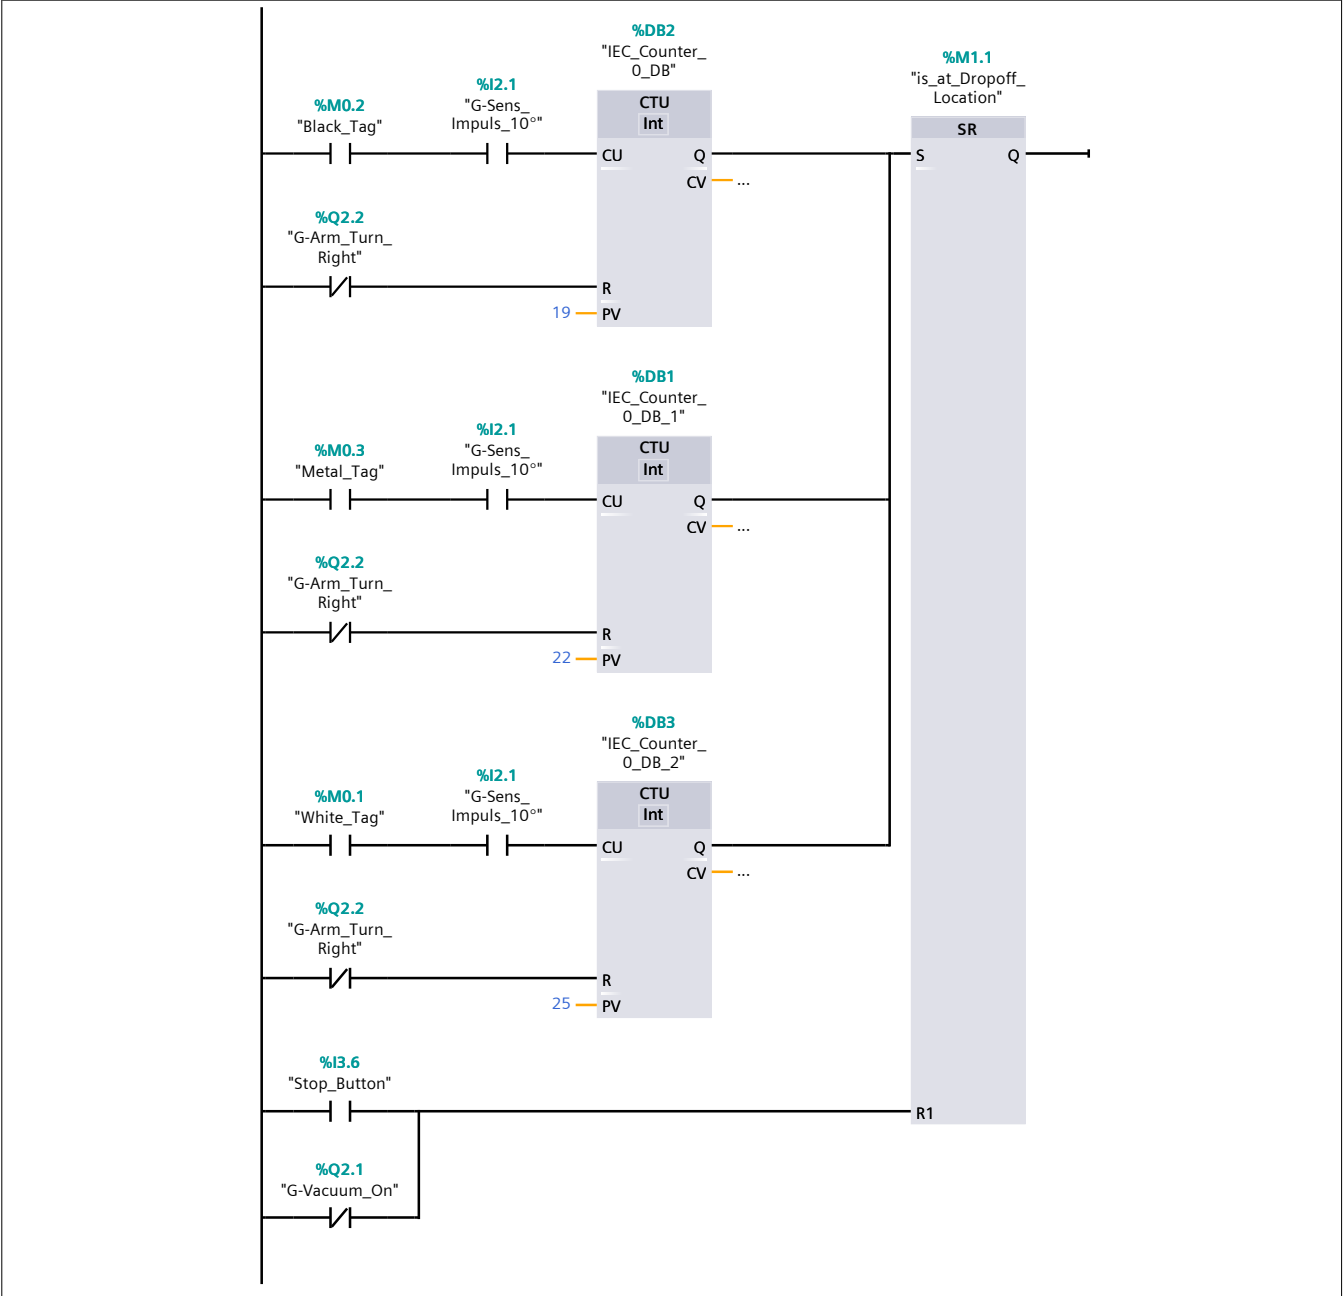 %DB2
"IEC_Counter_
0_DB"
%M1.1
"is_at_Dropoff_
Location"
%M0.2
"Black_Tag"
%I2.1
"G-Sens_
Impuls_10°"
CTU
Int
SR
CU
Q
CV
...
S
Q
%Q2.2
"G-Arm_Turn_
Right"
R
19
PV
%DB1
"IEC_Counter_
0_DB_1"
%M0.3
"Metal_Tag"
%I2.1
"G-Sens_
Impuls_10°"
CTU
Int
CU
Q
CV
...
%Q2.2
"G-Arm_Turn_
Right"
R
22
PV
%DB3
"IEC_Counter_
0_DB_2"
%M0.1
"White_Tag"
%I2.1
"G-Sens_
Impuls_10°"
CTU
Int
CU
Q
CV
...
%Q2.2
"G-Arm_Turn_
Right"
R
25
PV
%I3.6
"Stop_Button"
R1
%Q2.1
"G-Vacuum_On"